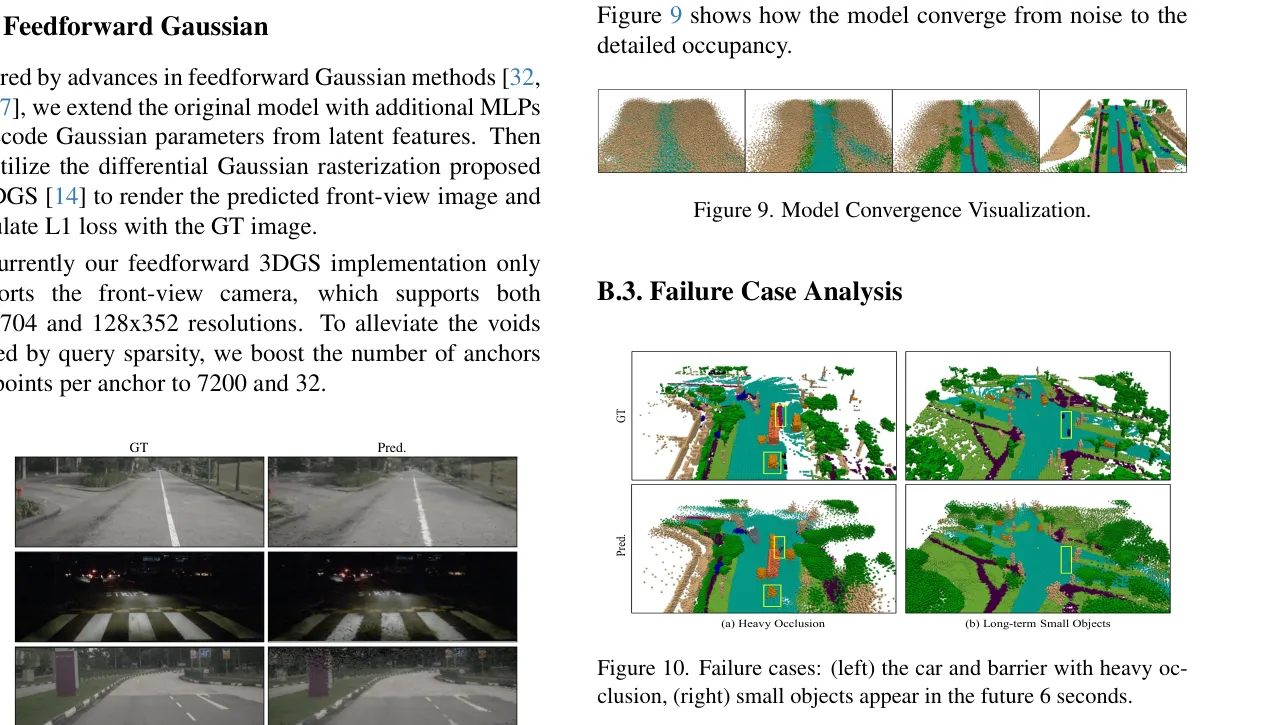 Feedforward Gaussian
red by advances in feedforward Gaussian methods [32,
7], we extend the original model with additional MLPs
code Gaussian parameters from latent features. Then
tilize the differential Gaussian rasterization proposed
DGS [14] to render the predicted front-view image and
ulate L1 loss with the GT image.
urrently our feedforward 3DGS implementation only
orts the front-view camera, which supports both
704 and 128x352 resolutions. To alleviate the voids
ed by query sparsity, we boost the number of anchors
points per anchor to 7200 and 32.
GT Pred.
Figure 9 shows how the model converge from noise to the
detailed occupancy.
Figure 9. Model Convergence Visualization.
B.3. Failure Case Analysis
GT
Pred.
(a) Heavy Occlusion (b) Long-term Small Objects
Figure 10. Failure cases: (left) the car and barrier with heavy oc-
clusion, (right) small objects appear in the future 6 seconds.